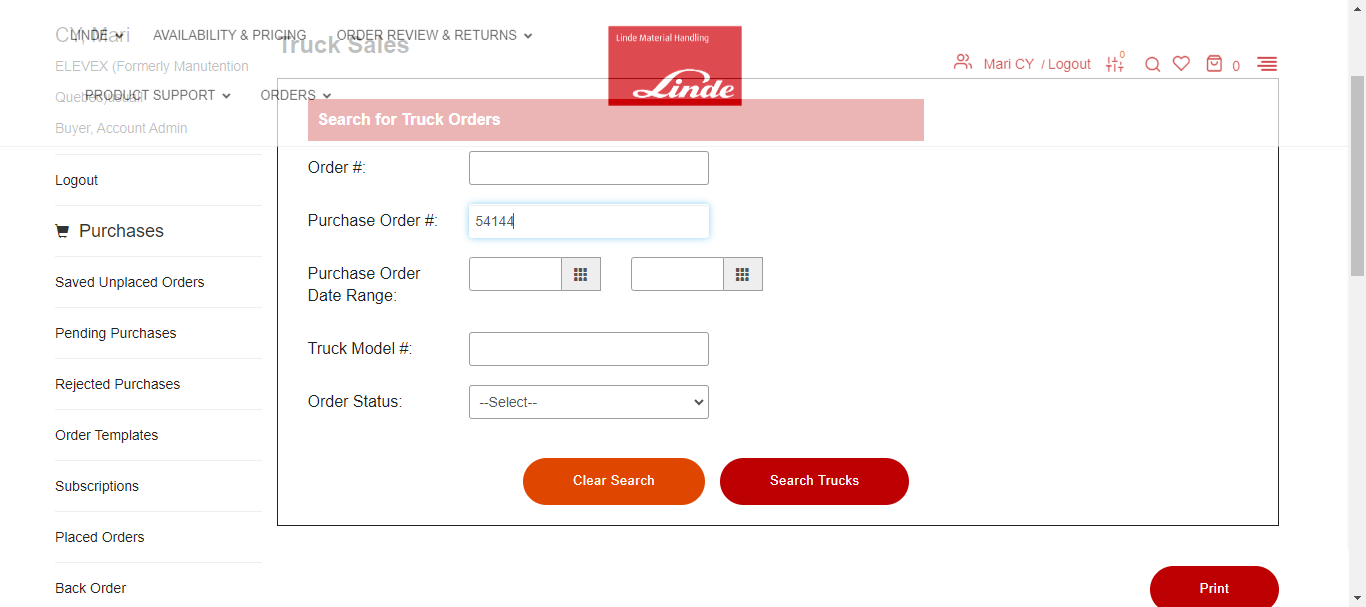 CY, Mari
LINDE
AVAILABILITY & PRICING
ORDER REVIEW & RETURNS
Truck Sales
Linde Material Handling
Linde
Mari CY / Logout
0
0
ELEVEX (Formerly Manutention
PRODUCT SUPPORT
ORDERS
Buyer, Account Admin
Search for Truck Orders
Logout
Purchases
Saved Unplaced Orders
Pending Purchases
Rejected Purchases
Order Templates
Subscriptions
Placed Orders
Back Order
Order #:
Purchase Order #:
54144
Purchase Order
Date Range:
Truck Model #:
Order Status:
--Select--
Clear Search
Search Trucks
Print